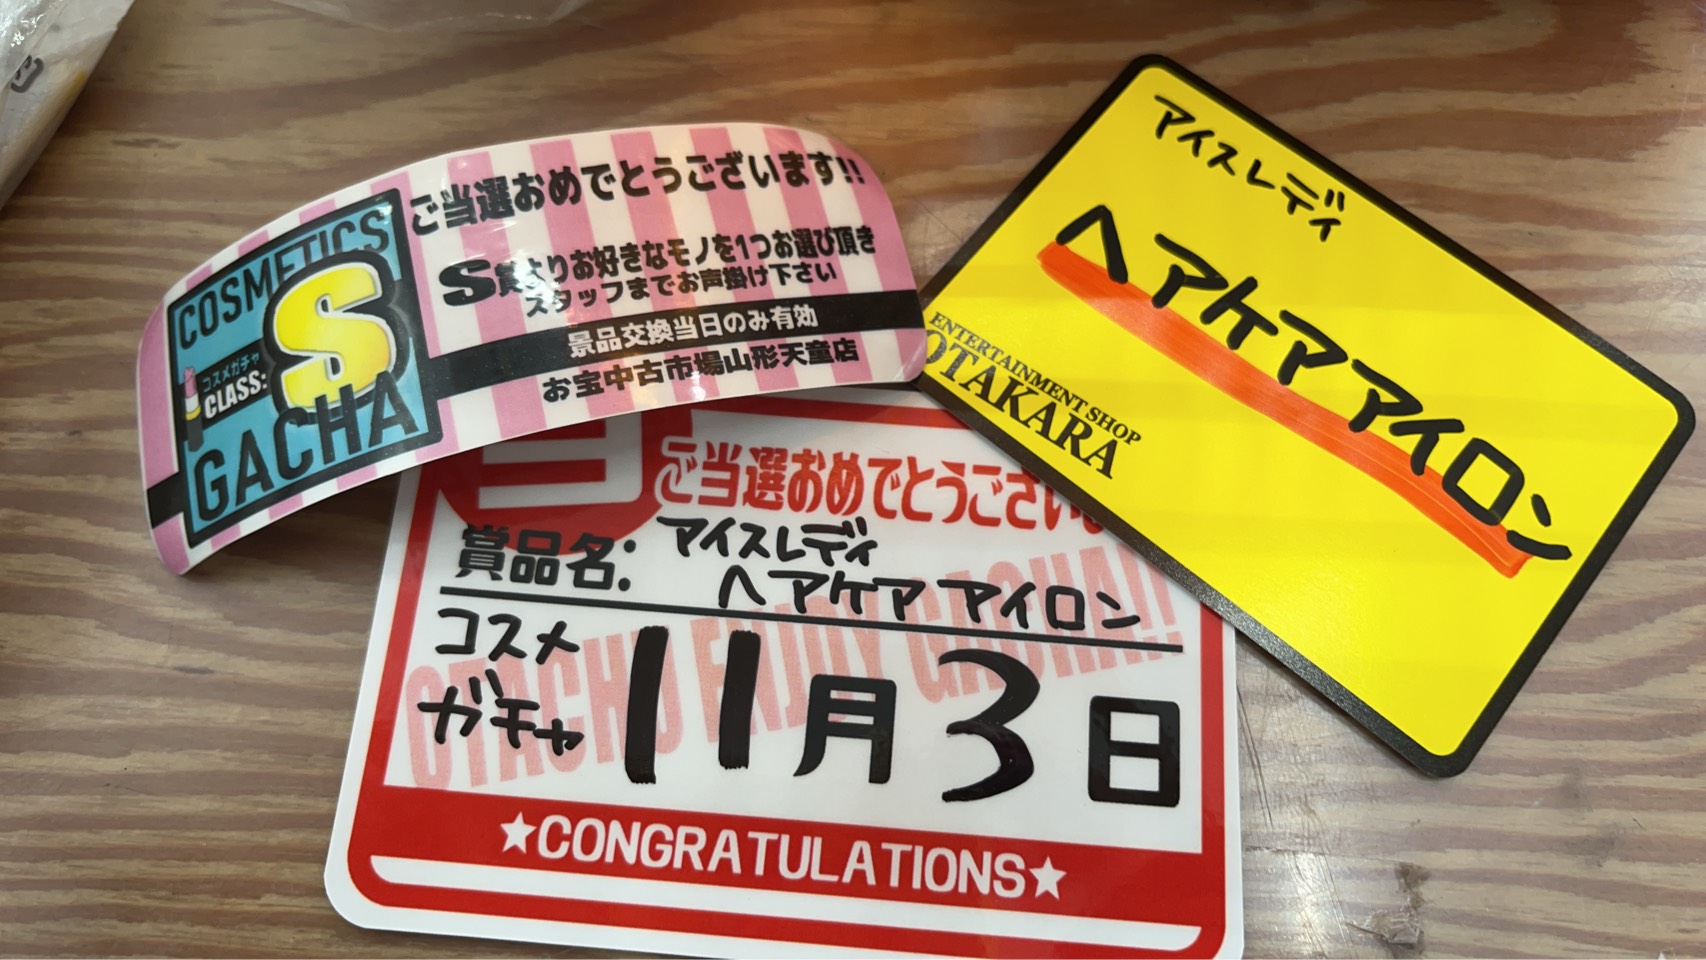 ご当選おめでとうございます!!
S賞よりお好きなモノを1つお選び頂き
スタッフまでお声掛け下さい
景品交換当日のみ有効
お宝中古市場山形天童店
COSMETICS
S
コスメガチャ
CLASS:
GACHA
アイスレディ
ヘアケアアイロン
ENTERTAINMENT SHOP
OTAKARA
ご当選おめでとうござい
賞品名: アイスレディ
ヘアケアアイロン
コスメ
ガチャ
11月3日
OTACHU ENJOY GACHA!!
★CONGRATULATIONS★